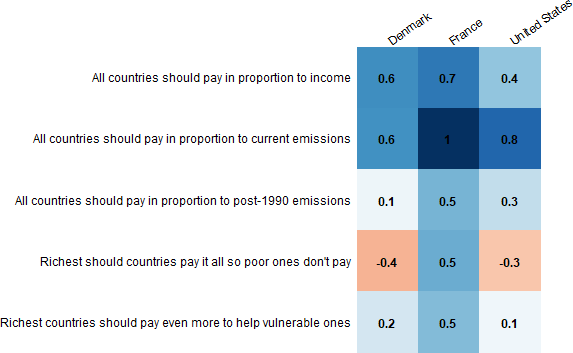 Denmark France United States
All countries should pay in proportion to income 0.6 0.7 0.4
All countries should pay in proportion to current emissions 0.6 1 0.8
All countries should pay in proportion to post-1990 emissions 0.1 0.5 0.3
Richest should countries pay it all so poor ones don't pay -0.4 0.5 -0.3
Richest countries should pay even more to help vulnerable ones 0.2 0.5 0.1